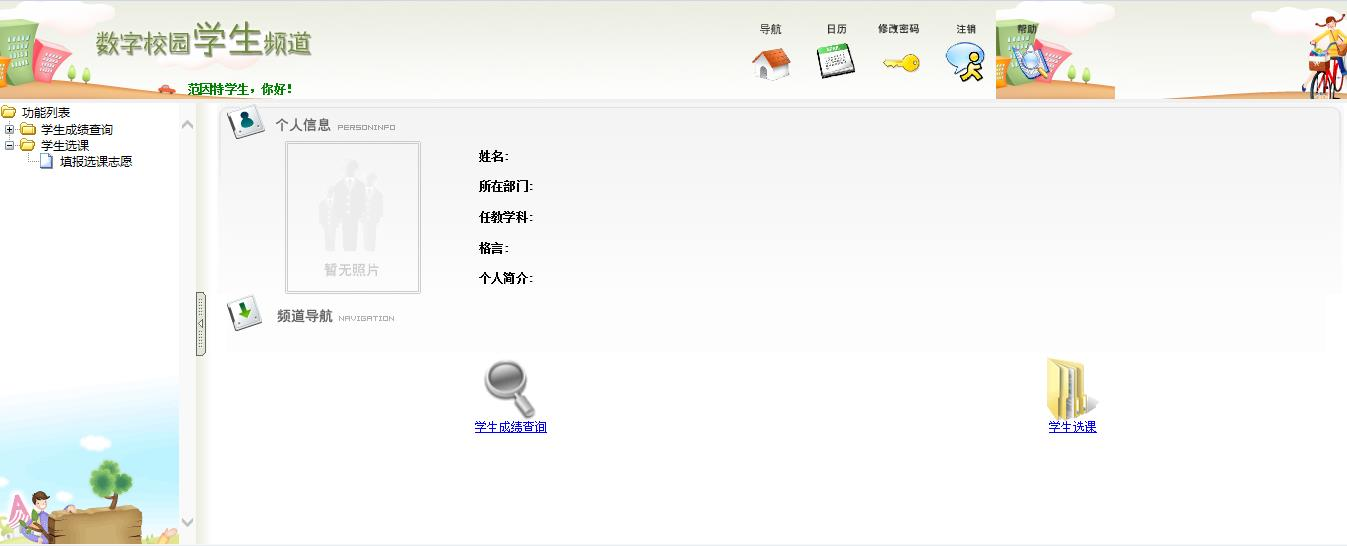 数字校园学生频道
导航
日历
修改密码
注销
帮助
范因特学生，你好！
功能列表
学生成绩查询
学生选课
填报选课志愿
个人信息 PERSONINFO
暂无照片
姓名：
所在部门：
任教学科：
格言：
个人简介：
频道导航 NAVIGATION
学生成绩查询
学生选课